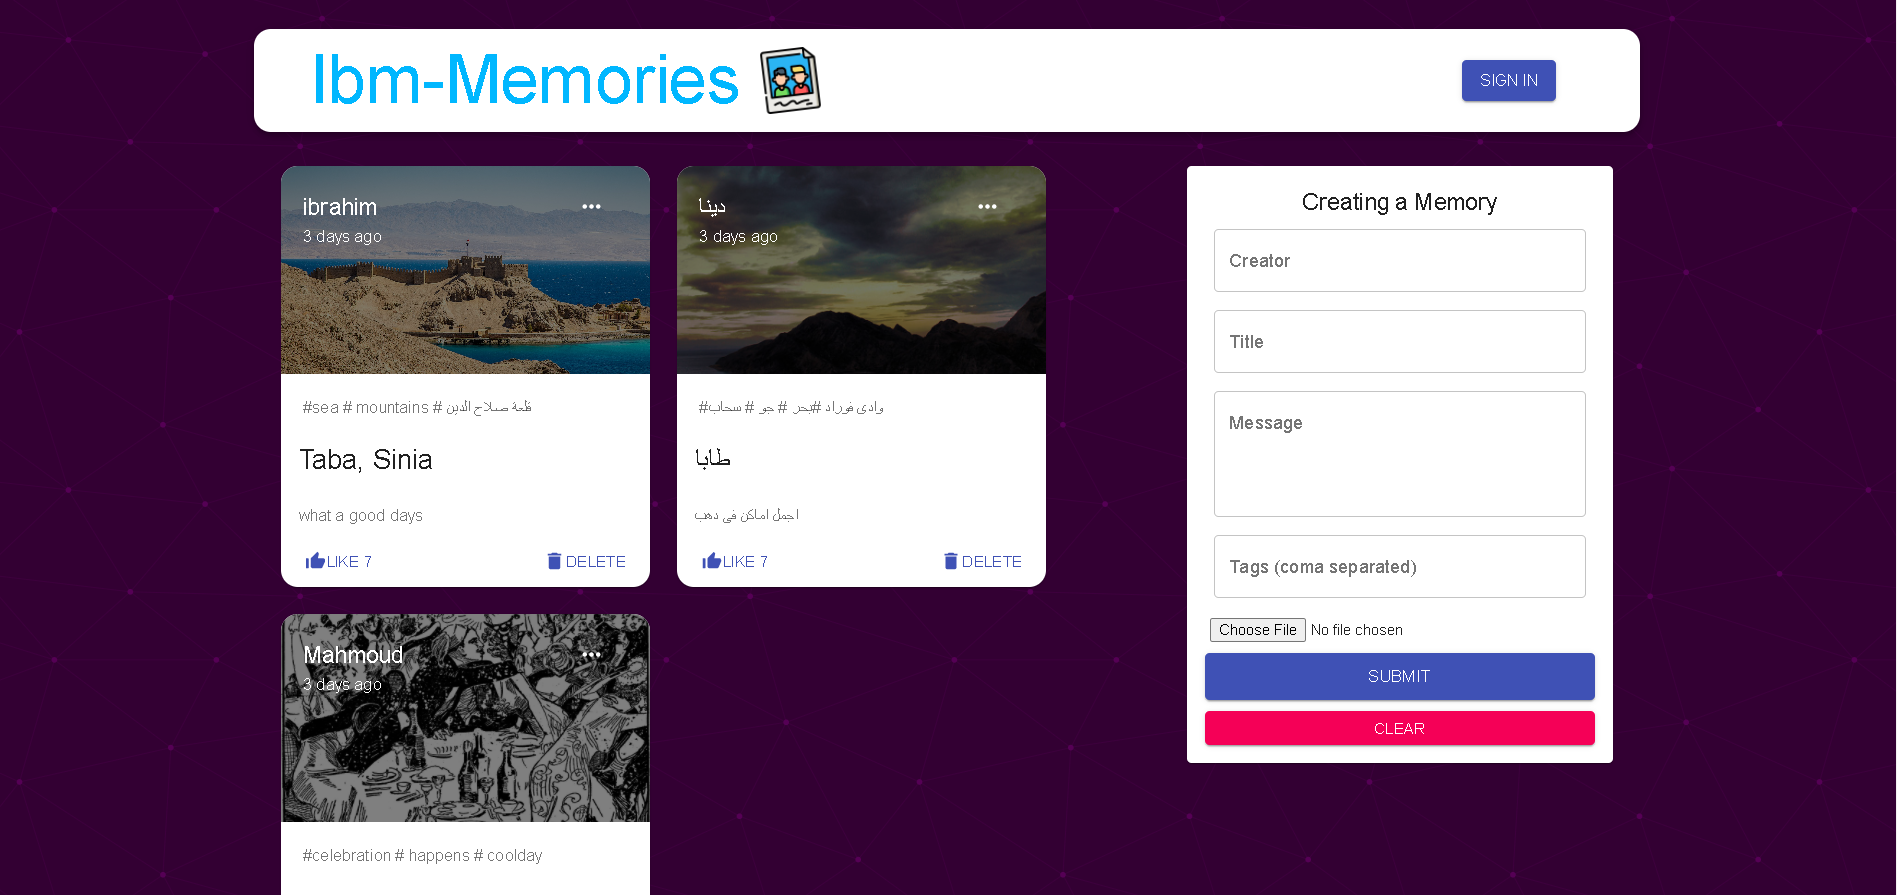 Ibm-Memories
SIGN IN
ibrahim
3 days ago
#sea # mountains # قلعة صلاح الدين
Taba, Sinia
what a good days
LIKE 7
DELETE
دينا
3 days ago
#وادى فوراد #بحر # جو # سحاب
طابا
اجمل اماكن فى دهب
LIKE 7
DELETE
Mahmoud
3 days ago
#celebration # happens # coolday
Creating a Memory
Creator
Title
Message
Tags (coma separated)
Choose File No file chosen
SUBMIT
CLEAR